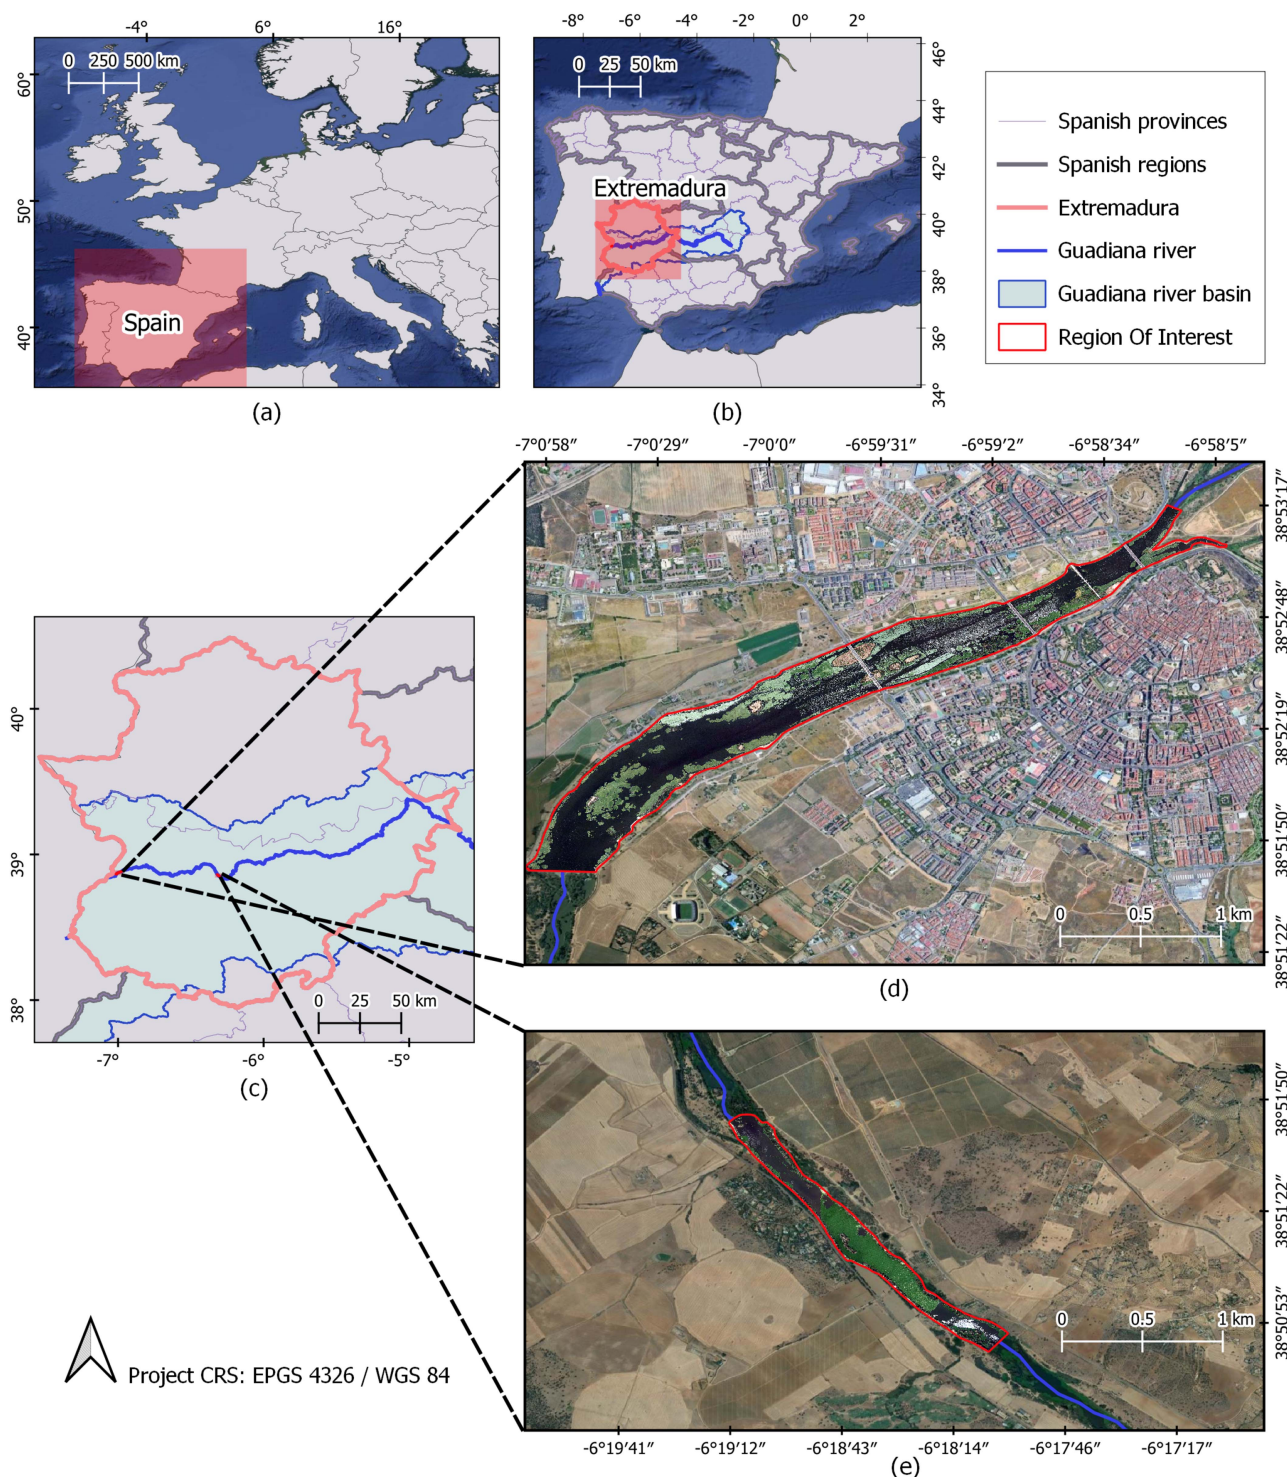 -4° 6° 16°
0 250 500 km
60°
50°
40°
Spain
(a)
-8° -6° -4° -2° 0° 2°
0 25 50 km
46°
44°
42°
40°
38°
36°
34°
Extremadura
(b)
Spanish provinces
Spanish regions
Extremadura
Guadiana river
Guadiana river basin
Region Of Interest
-7°0′58″ -7°0′29″ -7°0′0″ -6°59′31″ -6°59′2″ -6°58′34″ -6°58′5″
38°53′17″
38°52′48″
38°52′19″
38°51′50″
38°51′22″
0 0.5 1 km
(d)
40°
39°
38°
0 25 50 km
-7° -6° -5°
(c)
38°51′50″
38°51′22″
38°50′53″
0 0.5 1 km
-6°19′41″ -6°19′12″ -6°18′43″ -6°18′14″ -6°17′46″ -6°17′17″
(e)
Project CRS: EPGS 4326 / WGS 84